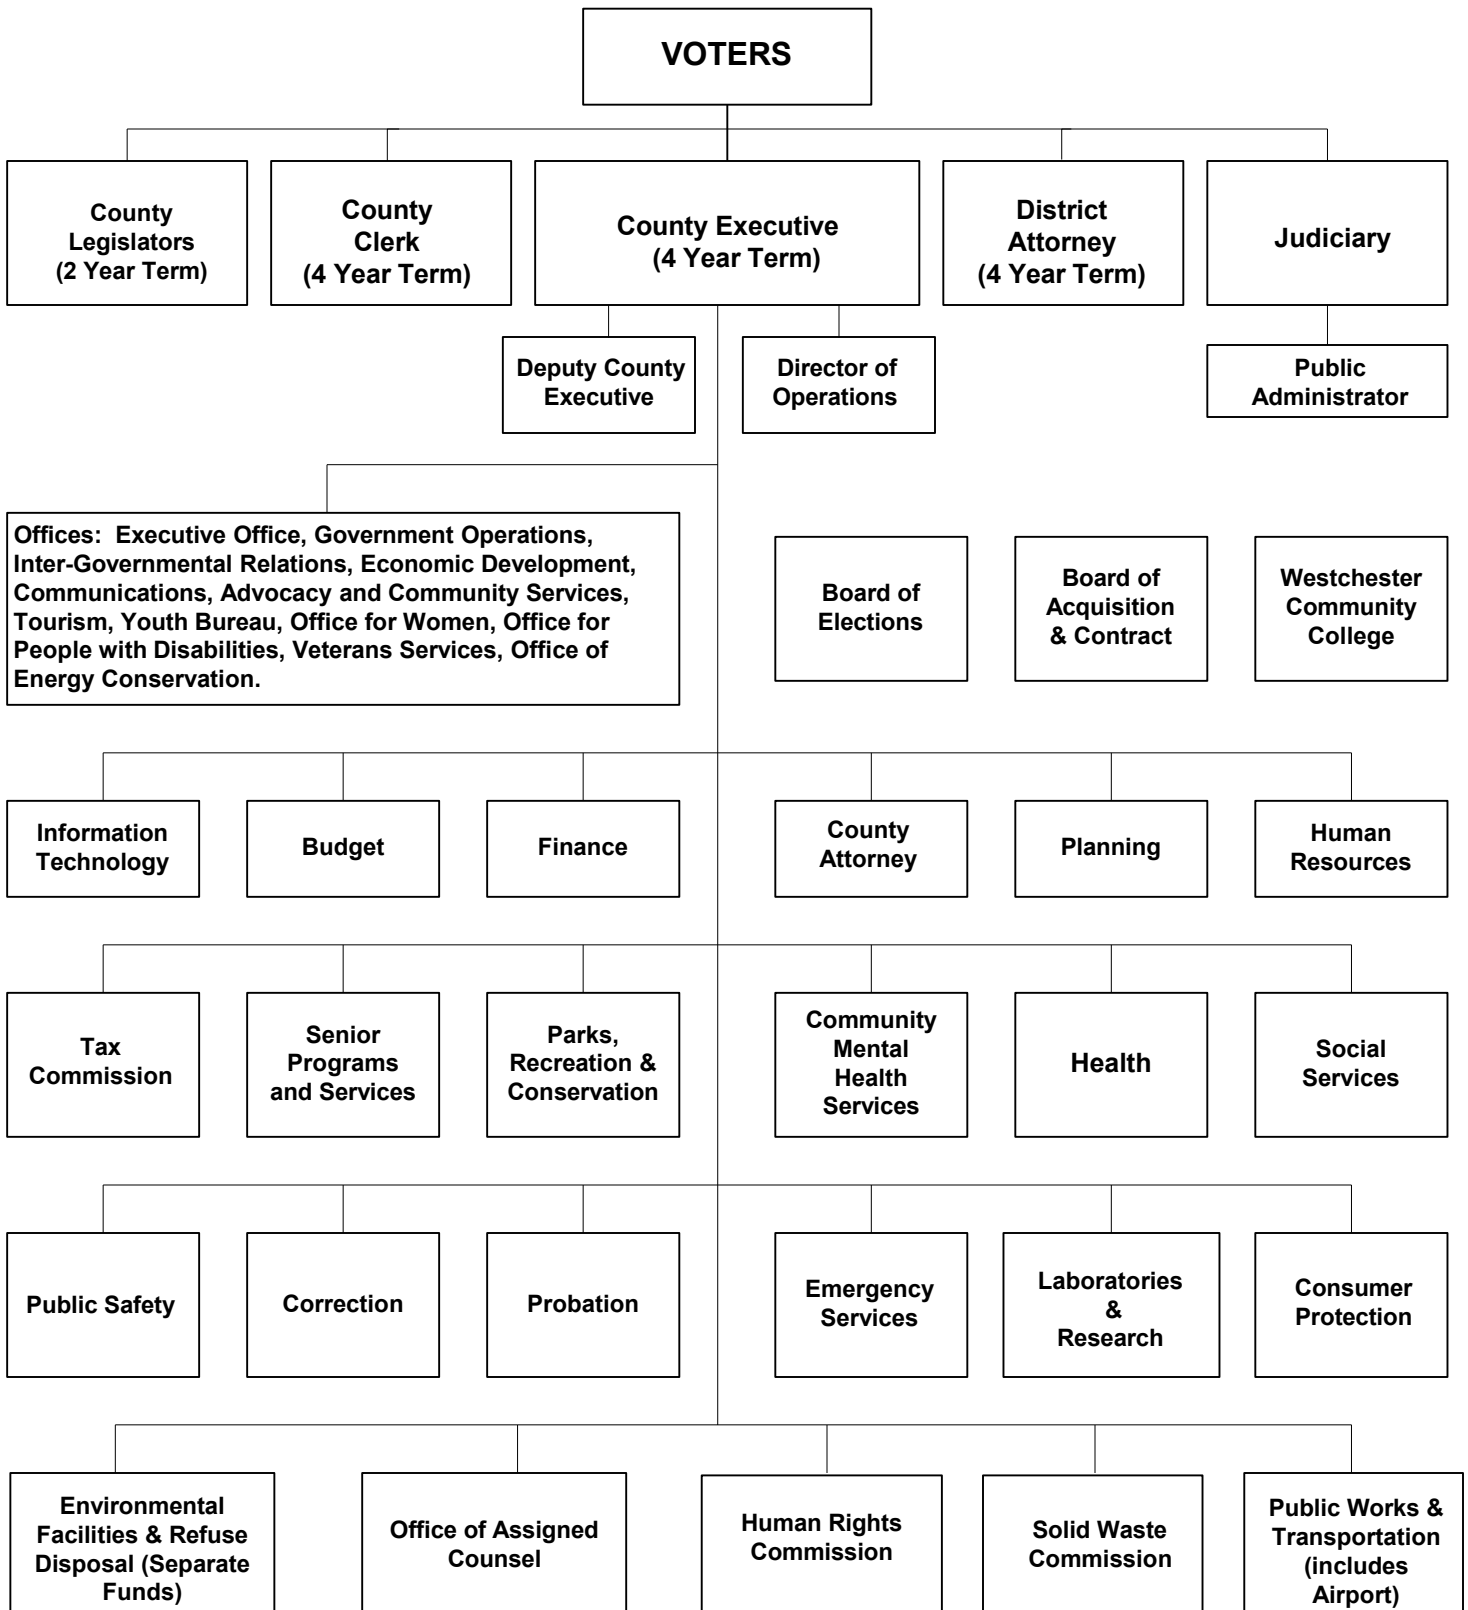 VOTERS
County
Legislators
(2 Year Term)
County
Clerk
(4 Year Term)
County Executive
(4 Year Term)
District
Attorney
(4 Year Term)
Judiciary
Deputy County
Executive
Director of
Operations
Public
Administrator
Offices:  Executive Office, Government Operations,
Inter-Governmental Relations, Economic Development,
Communications, Advocacy and Community Services,
Tourism, Youth Bureau, Office for Women, Office for
People with Disabilities, Veterans Services, Office of
Energy Conservation.
Board of
Elections
Board of
Acquisition
& Contract
Westchester
Community
College
Information
Technology
Budget
Finance
County
Attorney
Planning
Human
Resources
Tax
Commission
Senior
Programs
and Services
Parks,
Recreation &
Conservation
Community
Mental
Health
Services
Health
Social
Services
Public Safety
Correction
Probation
Emergency
Services
Laboratories
&
Research
Consumer
Protection
Environmental
Facilities & Refuse
Disposal (Separate
Funds)
Office of Assigned
Counsel
Human Rights
Commission
Solid Waste
Commission
Public Works &
Transportation
(includes
Airport)